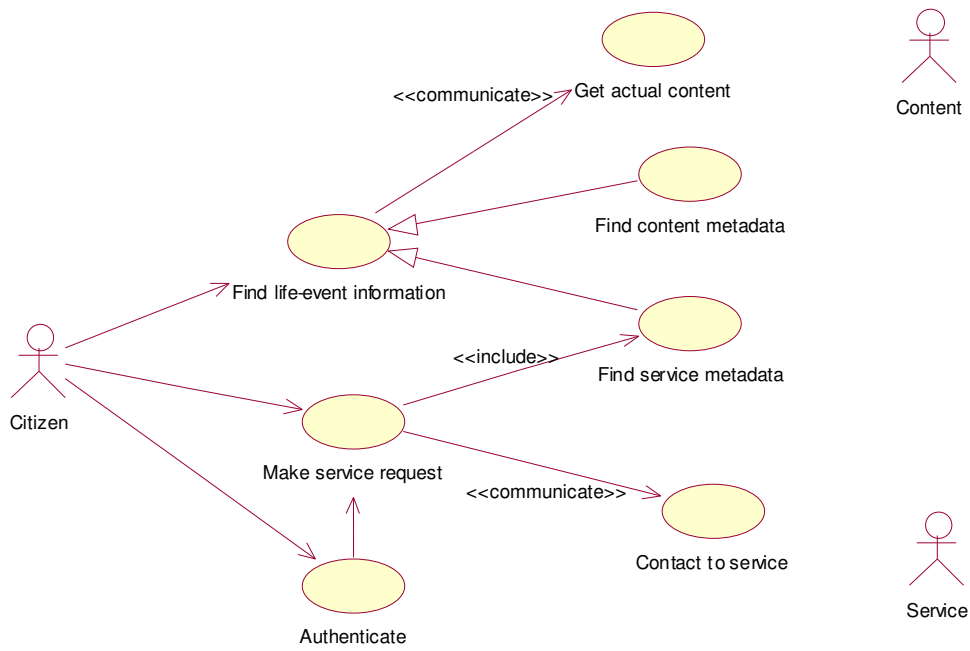 <<communicate>>
Get actual content
Content
Find content metadata
Find life-event information
<<include>>
Find service metadata
Citizen
Make service request
<<communicate>>
Contact to service
Service
Authenticate